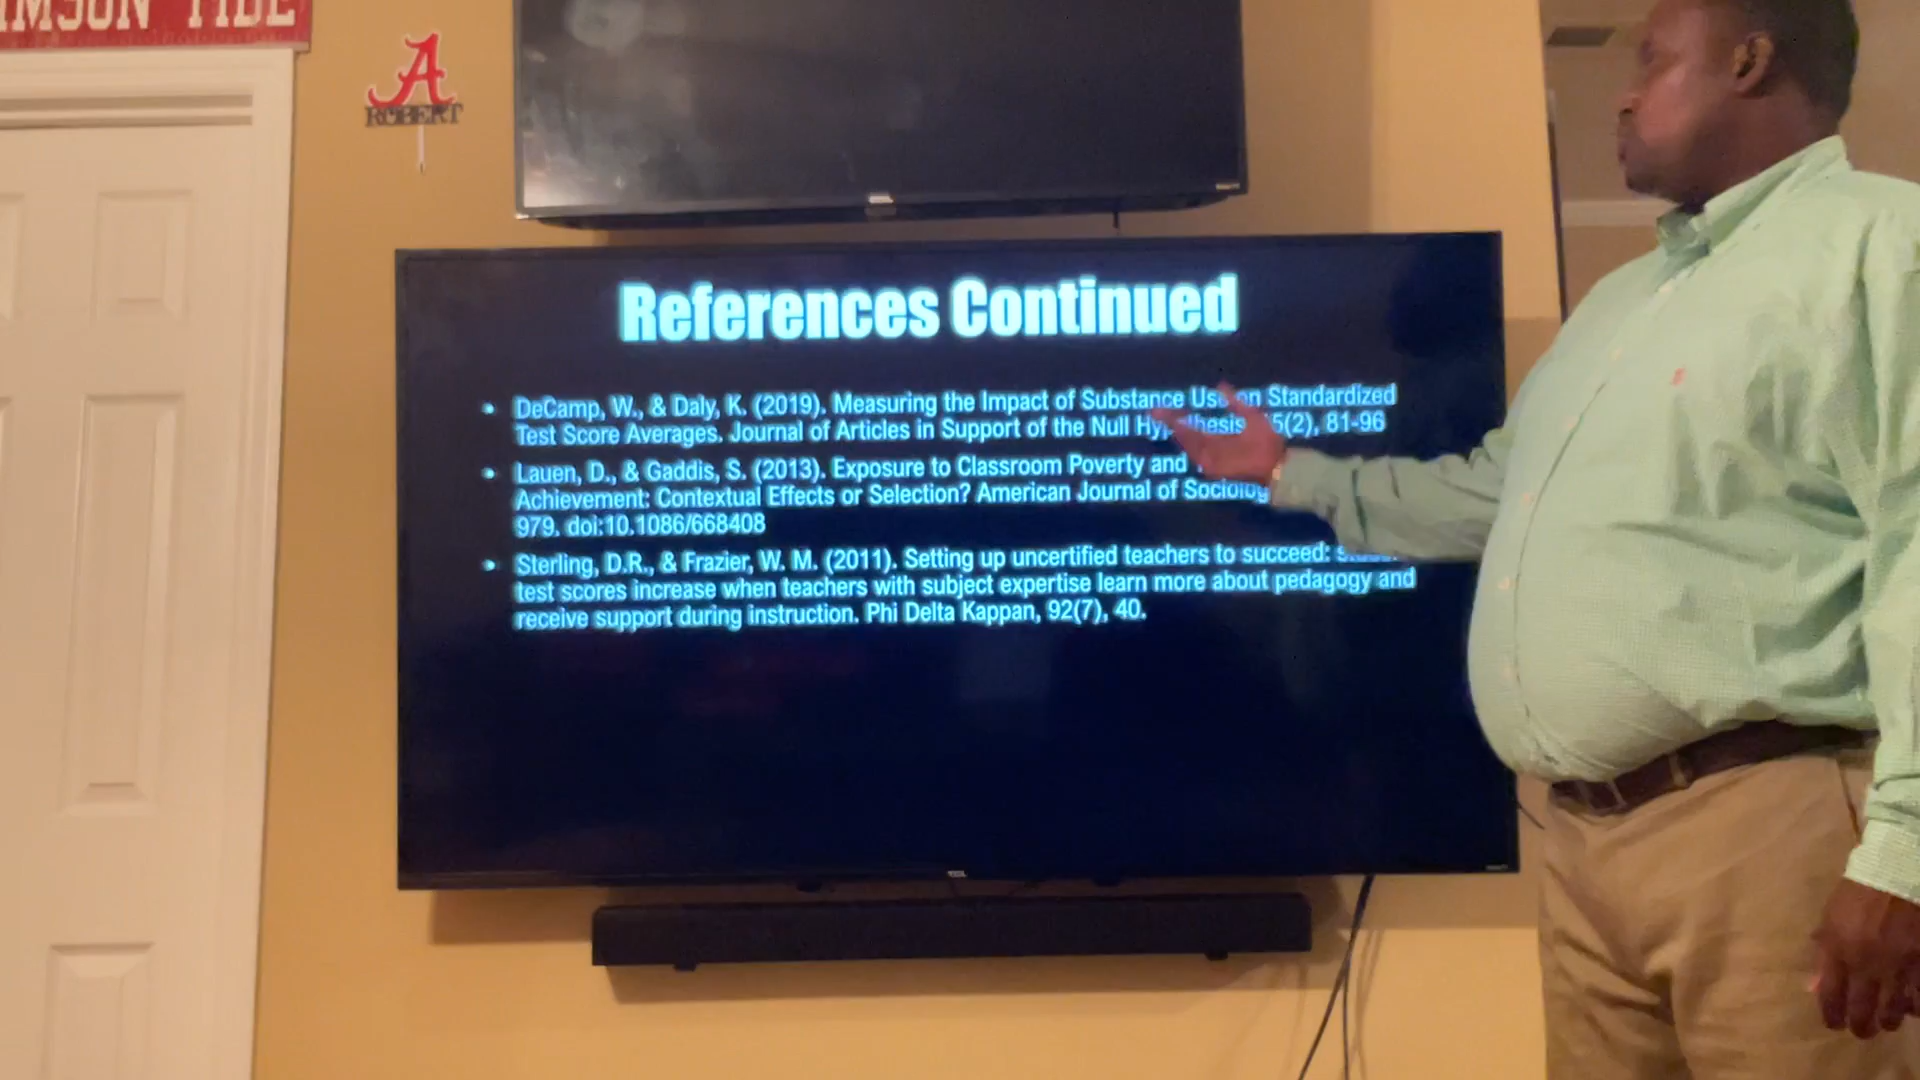 CRIMSON TIDE
A
ROBERT
References Continued
• DeCamp, W., & Daly, K. (2019). Measuring the Impact of Substance Use on Standardized
Test Score Averages. Journal of Articles in Support of the Null Hypothesis, 5(2), 81-96
• Lauen, D., & Gaddis, S. (2013). Exposure to Classroom Poverty and
Achievement: Contextual Effects or Selection? American Journal of Sociolog
979. doi:10.1086/668408
• Sterling, D.R., & Frazier, W. M. (2011). Setting up uncertified teachers to succeed:
test scores increase when teachers with subject expertise learn more about pedagogy and
receive support during instruction. Phi Delta Kappan, 92(7), 40.
TCL